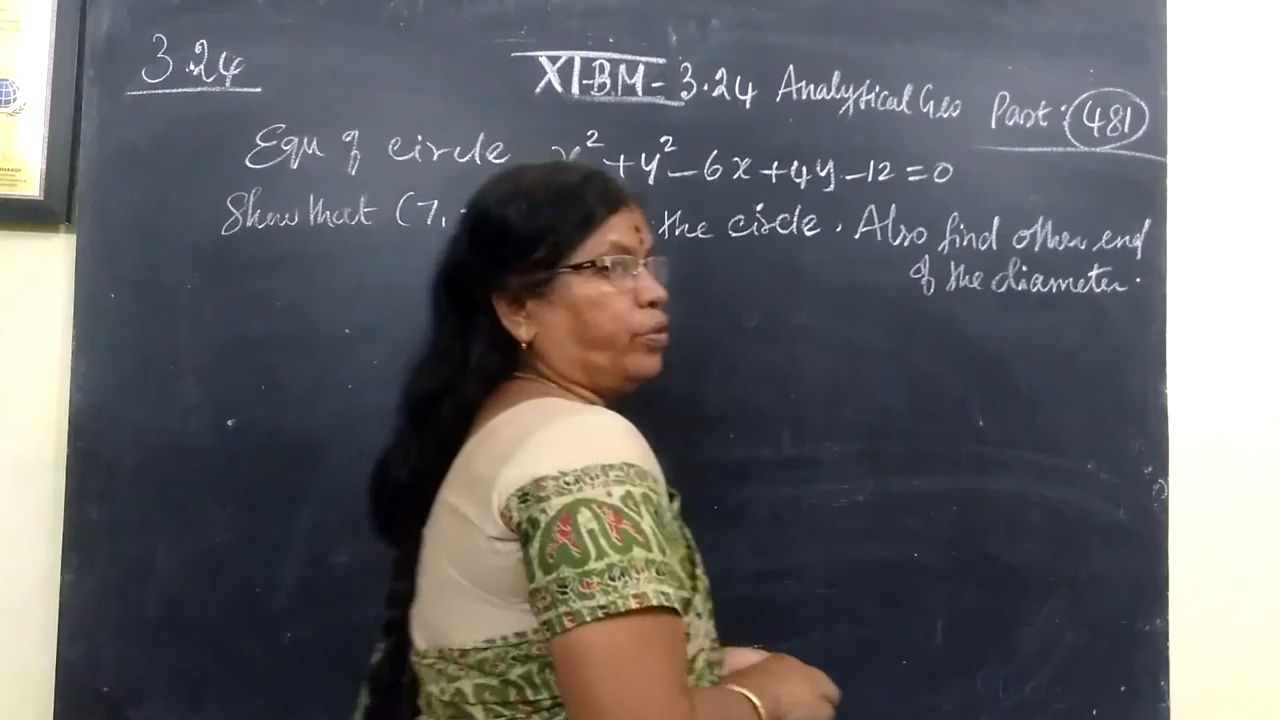 3.24
XI-BM- 3.24 Analytical Geo Part: 481
Equ of circle x² + y² - 6x + 4y - 12 = 0
Show that (7, the circle. Also find other end
of the diameter.